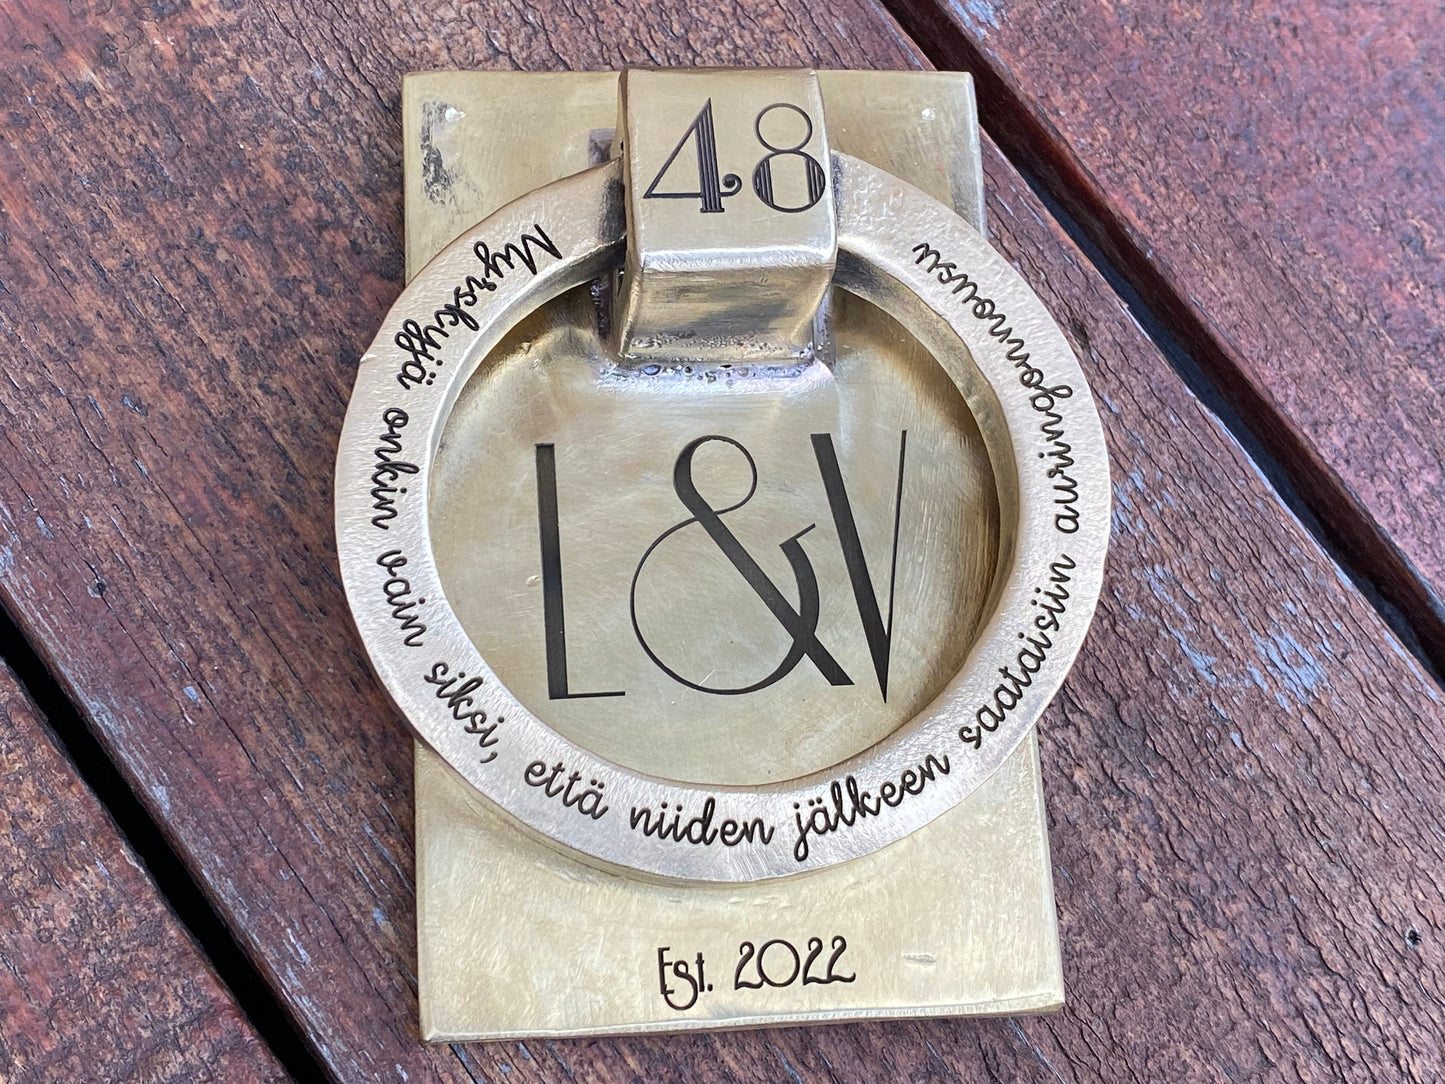 48
Myrskyjä onkin vain siksi, että niiden jälkeen saataisiin auringonnousu
L&V
Est. 2022